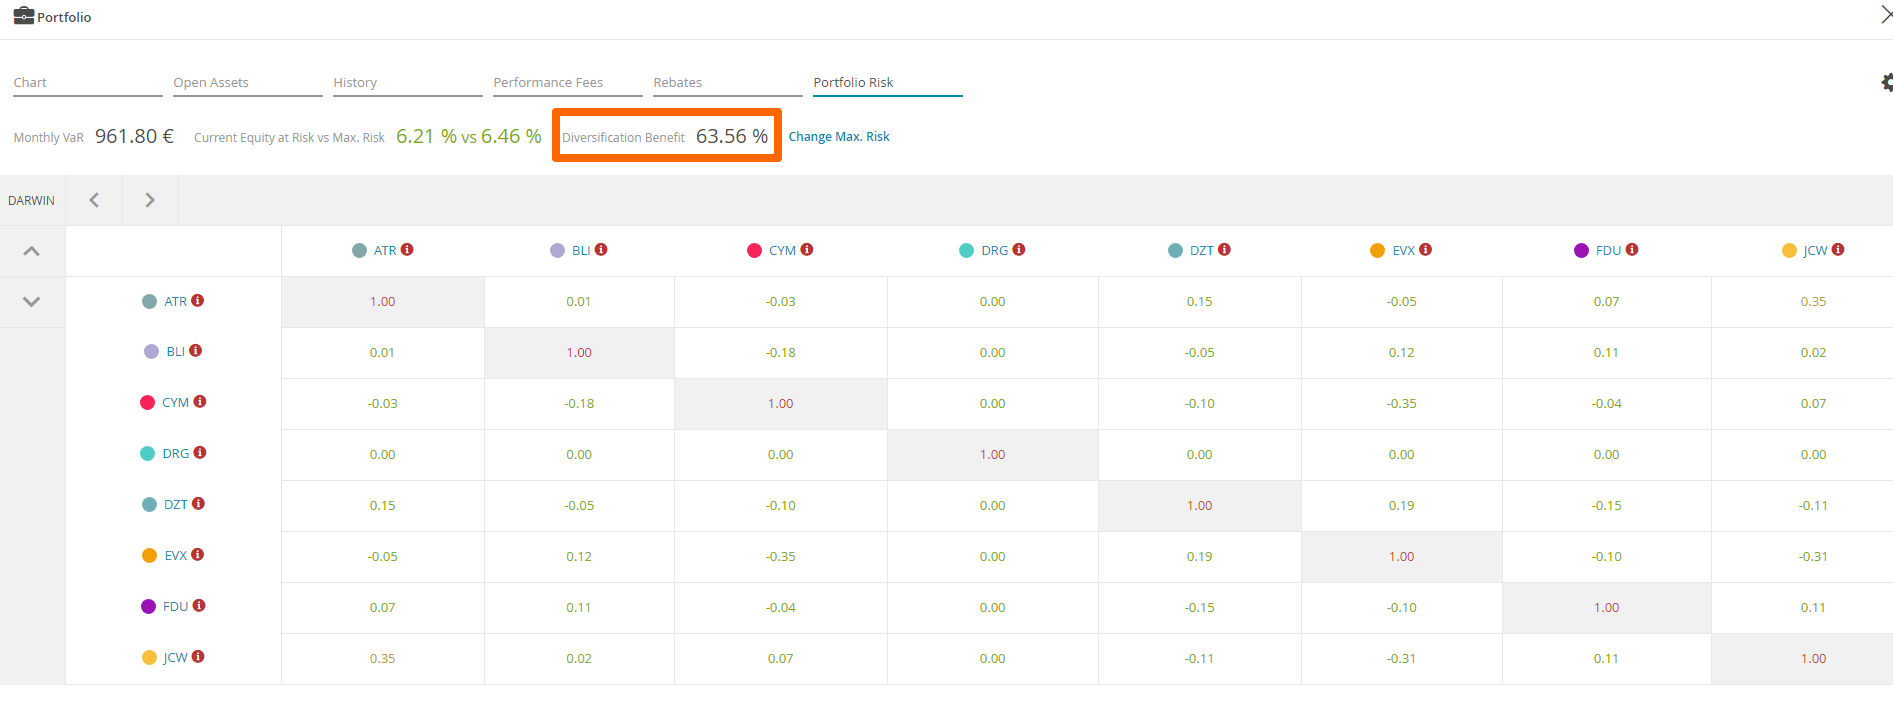 Portfolio
Chart Open Assets History Performance Fees Rebates Portfolio Risk
Monthly VaR 961.80 € Current Equity at Risk vs Max. Risk 6.21 % vs 6.46 % Diversification Benefit 63.56 % Change Max. Risk
DARWIN
ATR BLI CYM DRG DZT EVX FDU JCW
ATR 1.00 0.01 -0.03 0.00 0.15 -0.05 0.07 0.35
BLI 0.01 1.00 -0.18 0.00 -0.05 0.12 0.11 0.02
CYM -0.03 -0.18 1.00 0.00 -0.10 -0.35 -0.04 0.07
DRG 0.00 0.00 0.00 1.00 0.00 0.00 0.00 0.00
DZT 0.15 -0.05 -0.10 0.00 1.00 0.19 -0.15 -0.11
EVX -0.05 0.12 -0.35 0.00 0.19 1.00 -0.10 -0.31
FDU 0.07 0.11 -0.04 0.00 -0.15 -0.10 1.00 0.11
JCW 0.35 0.02 0.07 0.00 -0.11 -0.31 0.11 1.00